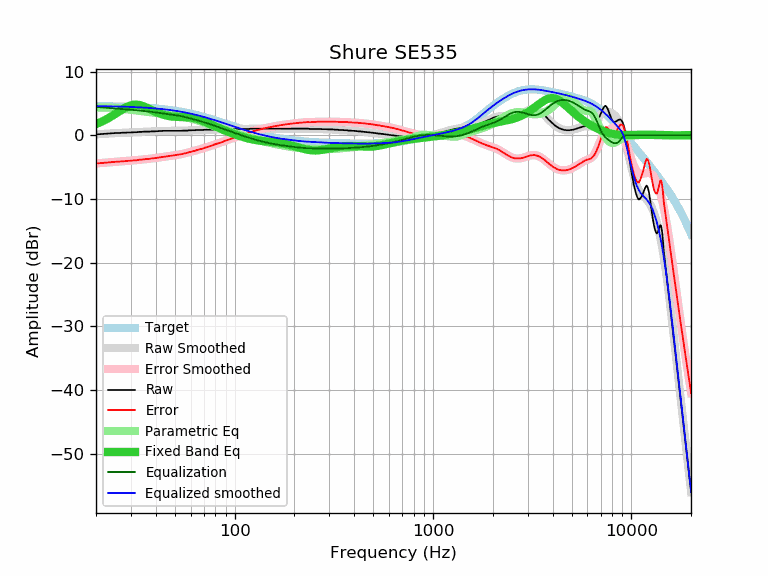 Shure SE535
10
0
−10
−20
−30
−40
−50
Amplitude (dBr)
Target
Raw Smoothed
Error Smoothed
Raw
Error
Parametric Eq
Fixed Band Eq
Equalization
Equalized smoothed
100
1000
10000
Frequency (Hz)